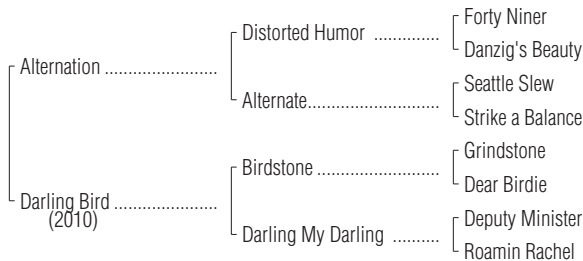 Forty Niner
Distorted Humor ..............
Danzig's Beauty
Alternation ........................
Seattle Slew
Alternate............................
Strike a Balance
Grindstone
Birdstone ..........................
Dear Birdie
Darling Bird ......................
(2010)
Deputy Minister
Darling My Darling ..........
Roamin Rachel